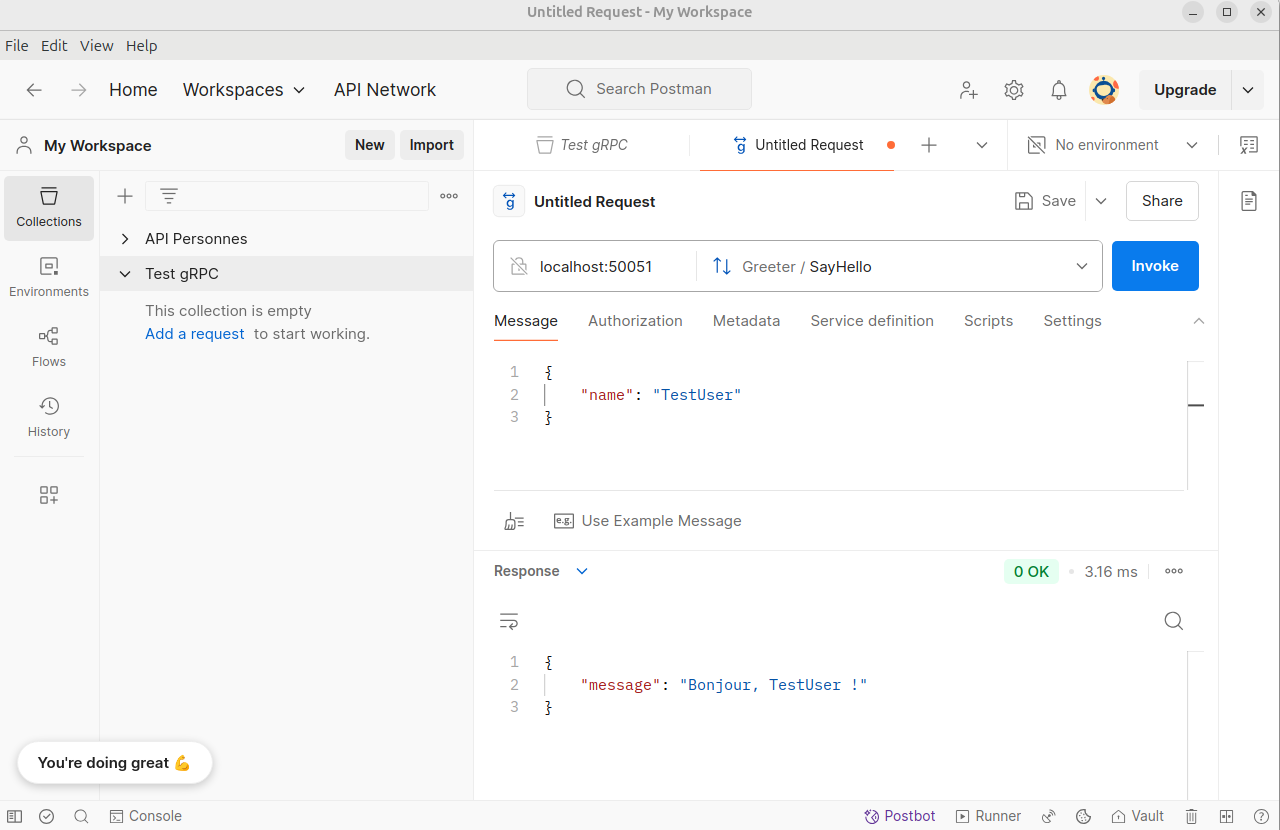 Untitled Request - My Workspace
File Edit View Help
Home Workspaces API Network Search Postman Upgrade
My Workspace New Import Test gRPC Untitled Request No environment
Collections
Environments
Flows
History
API Personnes
Test gRPC
This collection is empty
Add a request to start working.
g Untitled Request Save Share
localhost:50051 Greeter / SayHello Invoke
Message Authorization Metadata Service definition Scripts Settings
1 {
2 "name": "TestUser"
3 }
e.g. Use Example Message
Response 0 OK 3.16 ms
1 {
2 "message": "Bonjour, TestUser !"
3 }
You're doing great 💪
Console Postbot Runner Vault